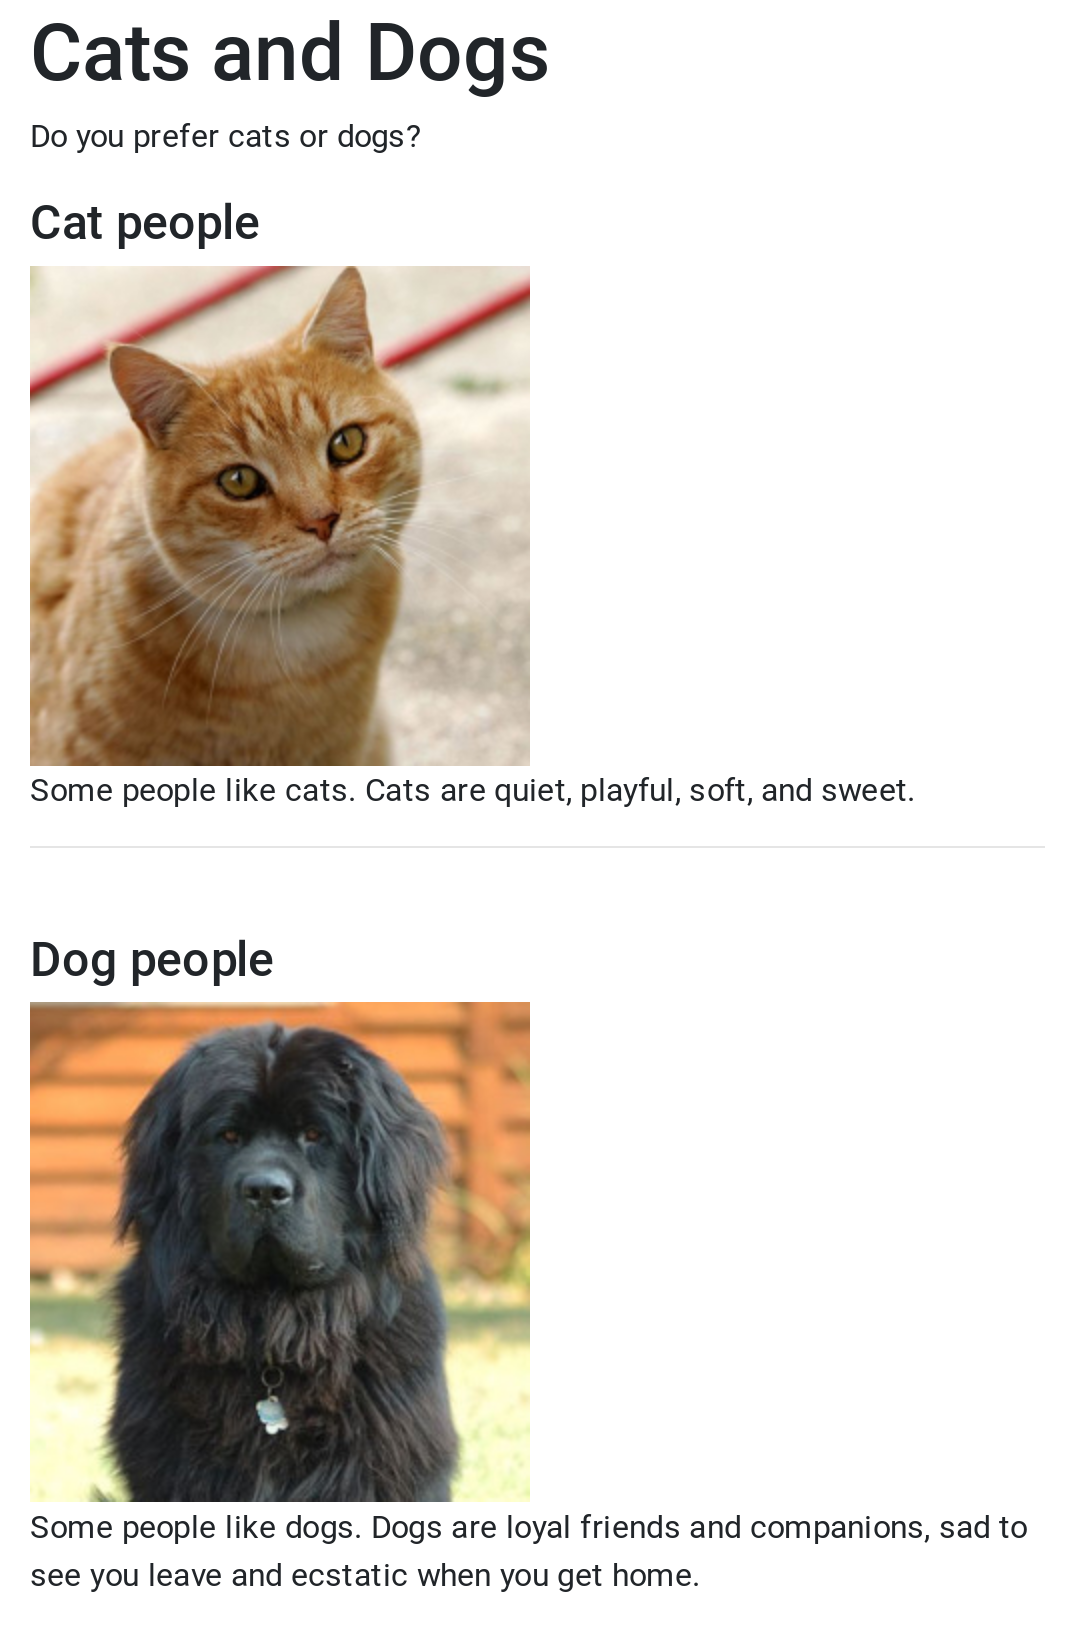 Cats and Dogs
Do you prefer cats or dogs?
Cat people
Some people like cats. Cats are quiet, playful, soft, and sweet.
Dog people
Some people like dogs. Dogs are loyal friends and companions, sad to
see you leave and ecstatic when you get home.